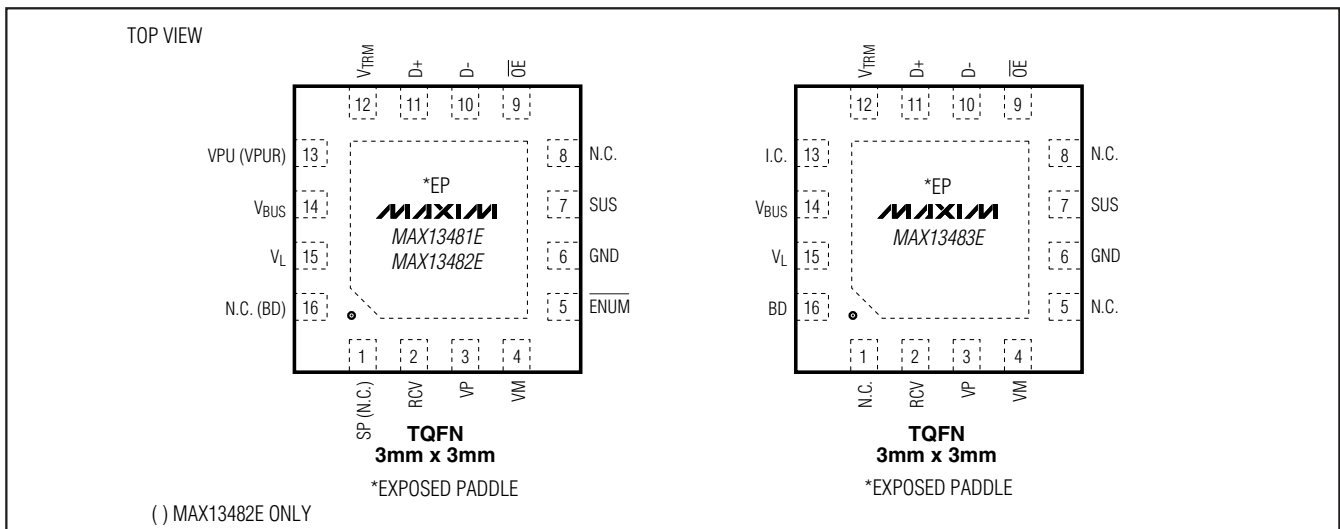 TOP VIEW
VTRM
D+
D-
OE
12
11
10
9
VPU (VPUR)
13
VBUS
14
VL
15
N.C. (BD)
16
*EP
MAXIM
MAX13481E
MAX13482E
8
N.C.
7
SUS
6
GND
5
ENUM
1
2
3
4
SP (N.C.)
RCV
VP
VM
TQFN
3mm x 3mm
*EXPOSED PADDLE
( ) MAX13482E ONLY
VTRM
D+
D-
OE
12
11
10
9
I.C.
13
VBUS
14
VL
15
BD
16
*EP
MAXIM
MAX13483E
8
N.C.
7
SUS
6
GND
5
N.C.
1
2
3
4
N.C.
RCV
VP
VM
TQFN
3mm x 3mm
*EXPOSED PADDLE